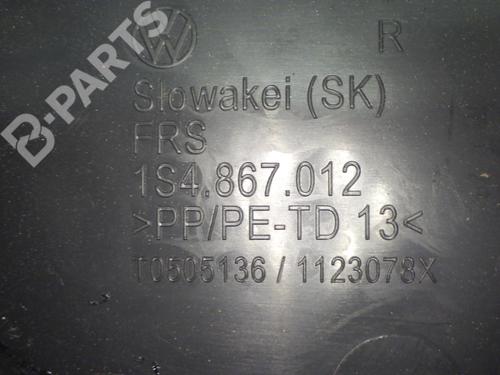 R
Slowakei (SK)
FRS
1S4.867.012
>PP/PE-TD 13<
T0505136 / 1123078X
B-PARTS